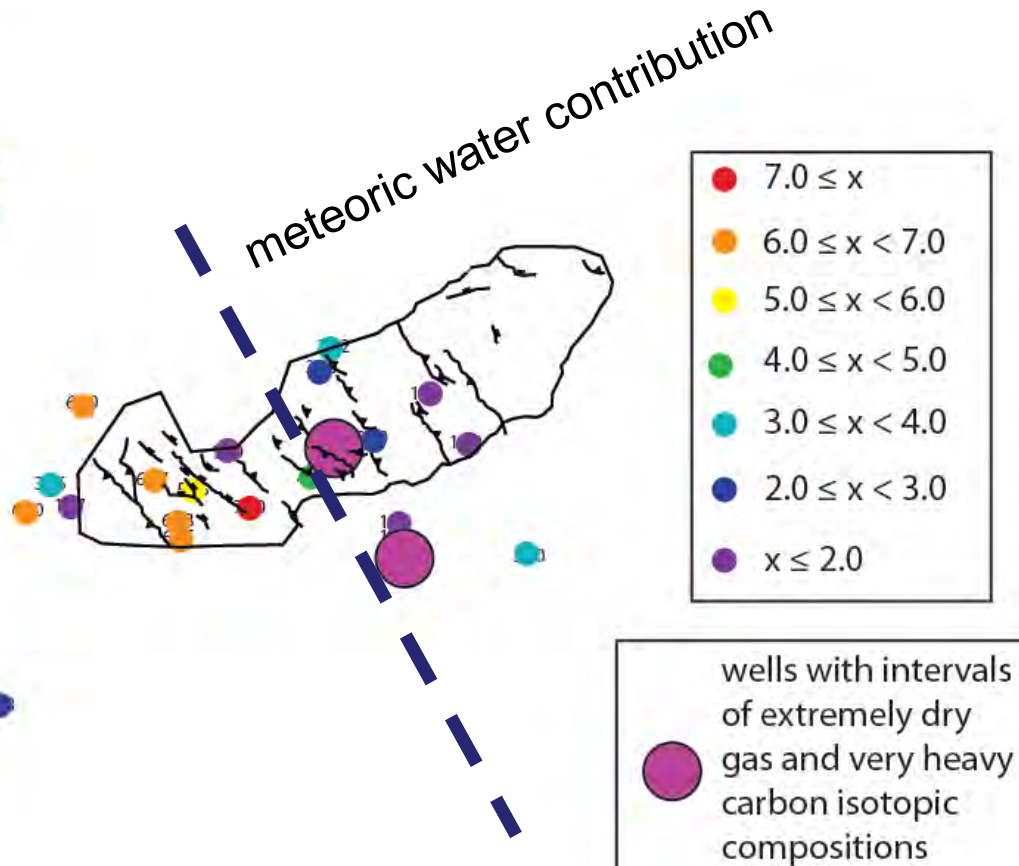 meteoric water contribution
7.0 ≤ x
6.0 ≤ x < 7.0
5.0 ≤ x < 6.0
4.0 ≤ x < 5.0
3.0 ≤ x < 4.0
2.0 ≤ x < 3.0
x ≤ 2.0
wells with intervals
of extremely dry
gas and very heavy
carbon isotopic
compositions